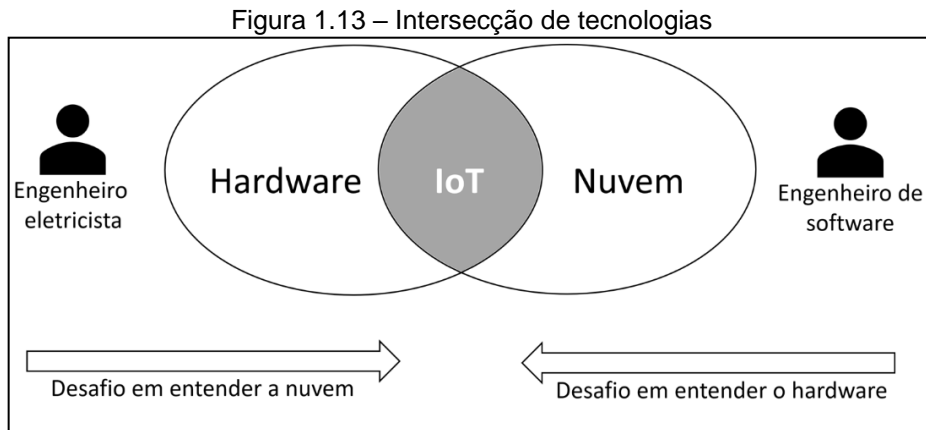 Figura 1.13 – Intersecção de tecnologias
Engenheiro
eletricista
Hardware
IoT
Nuvem
Engenheiro de
software
Desafio em entender a nuvem
Desafio em entender o hardware